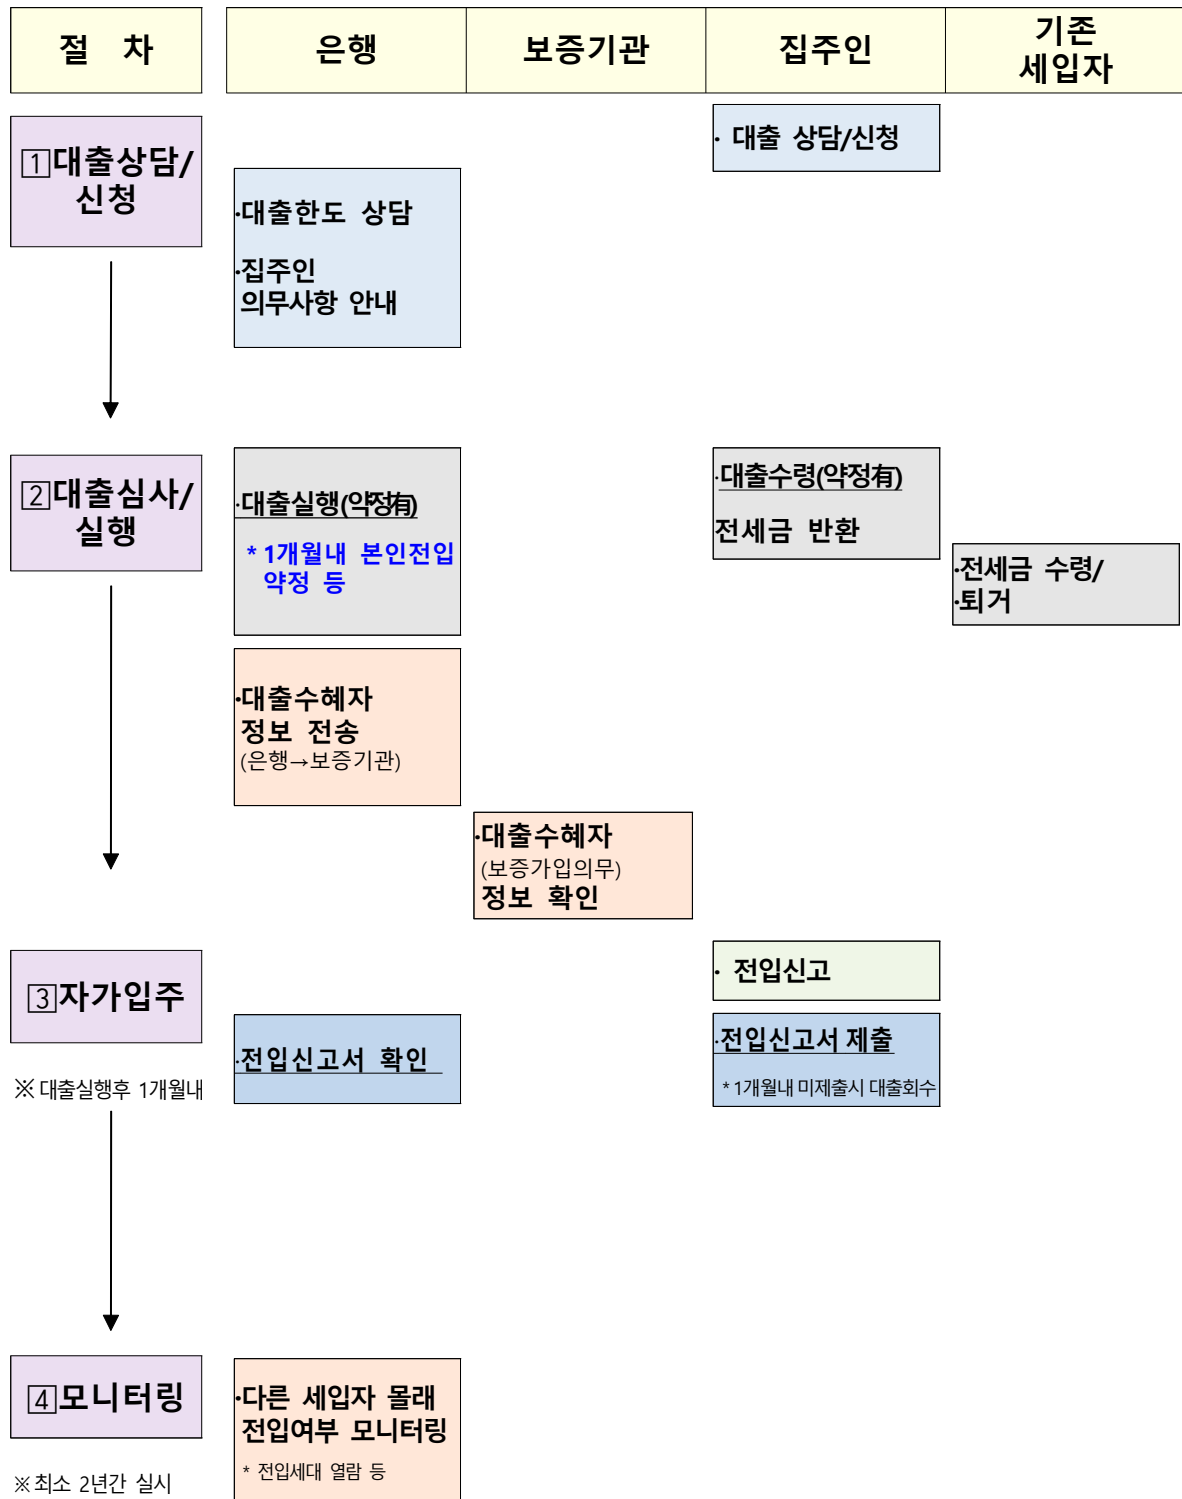 절 차
은행
보증기관
집주인
기존
세입자
1 대출상담/
신청
· 대출 상담/신청
·대출한도 상담
·집주인
의무사항 안내
2 대출심사/
실행
·대출실행(약정有)
* 1개월내 본인전입
약정 등
·대출수령(약정有)
전세금 반환
·전세금 수령/
·퇴거
·대출수혜자
정보 전송
(은행→보증기관)
·대출수혜자
(보증가입의무)
정보 확인
3 자가입주
※ 대출실행후 1개월내
· 전입신고
·전입신고서 확인
·전입신고서 제출
* 1개월내 미제출시 대출회수
4 모니터링
※ 최소 2년간 실시
·다른 세입자 몰래
전입여부 모니터링
* 전입세대 열람 등